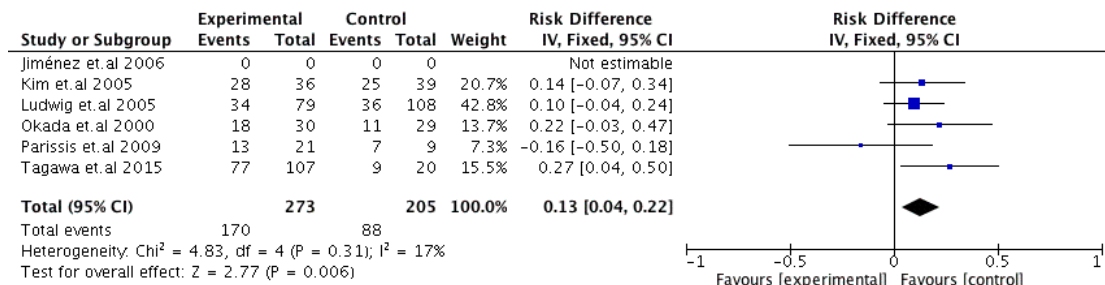 Experimental Control Risk Difference Risk Difference
Study or Subgroup Events Total Events Total Weight IV, Fixed, 95% CI IV, Fixed, 95% CI
Jiménez et.al 2006 0 0 0 0 Not estimable
Kim et.al 2005 28 36 25 39 20.7% 0.14 [-0.07, 0.34]
Ludwig et.al 2005 34 79 36 108 42.8% 0.10 [-0.04, 0.24]
Okada et.al 2000 18 30 11 29 13.7% 0.22 [-0.03, 0.47]
Parissis et.al 2009 13 21 7 9 7.3% -0.16 [-0.50, 0.18]
Tagawa et.al 2015 77 107 9 20 15.5% 0.27 [0.04, 0.50]
Total (95% CI) 273 205 100.0% 0.13 [0.04, 0.22]
Total events 170 88
Heterogeneity: Chi² = 4.83, df = 4 (P = 0.31); I² = 17%
Test for overall effect: Z = 2.77 (P = 0.006)
-1 -0.5 0 0.5 1
Favours [experimental] Favours [control]